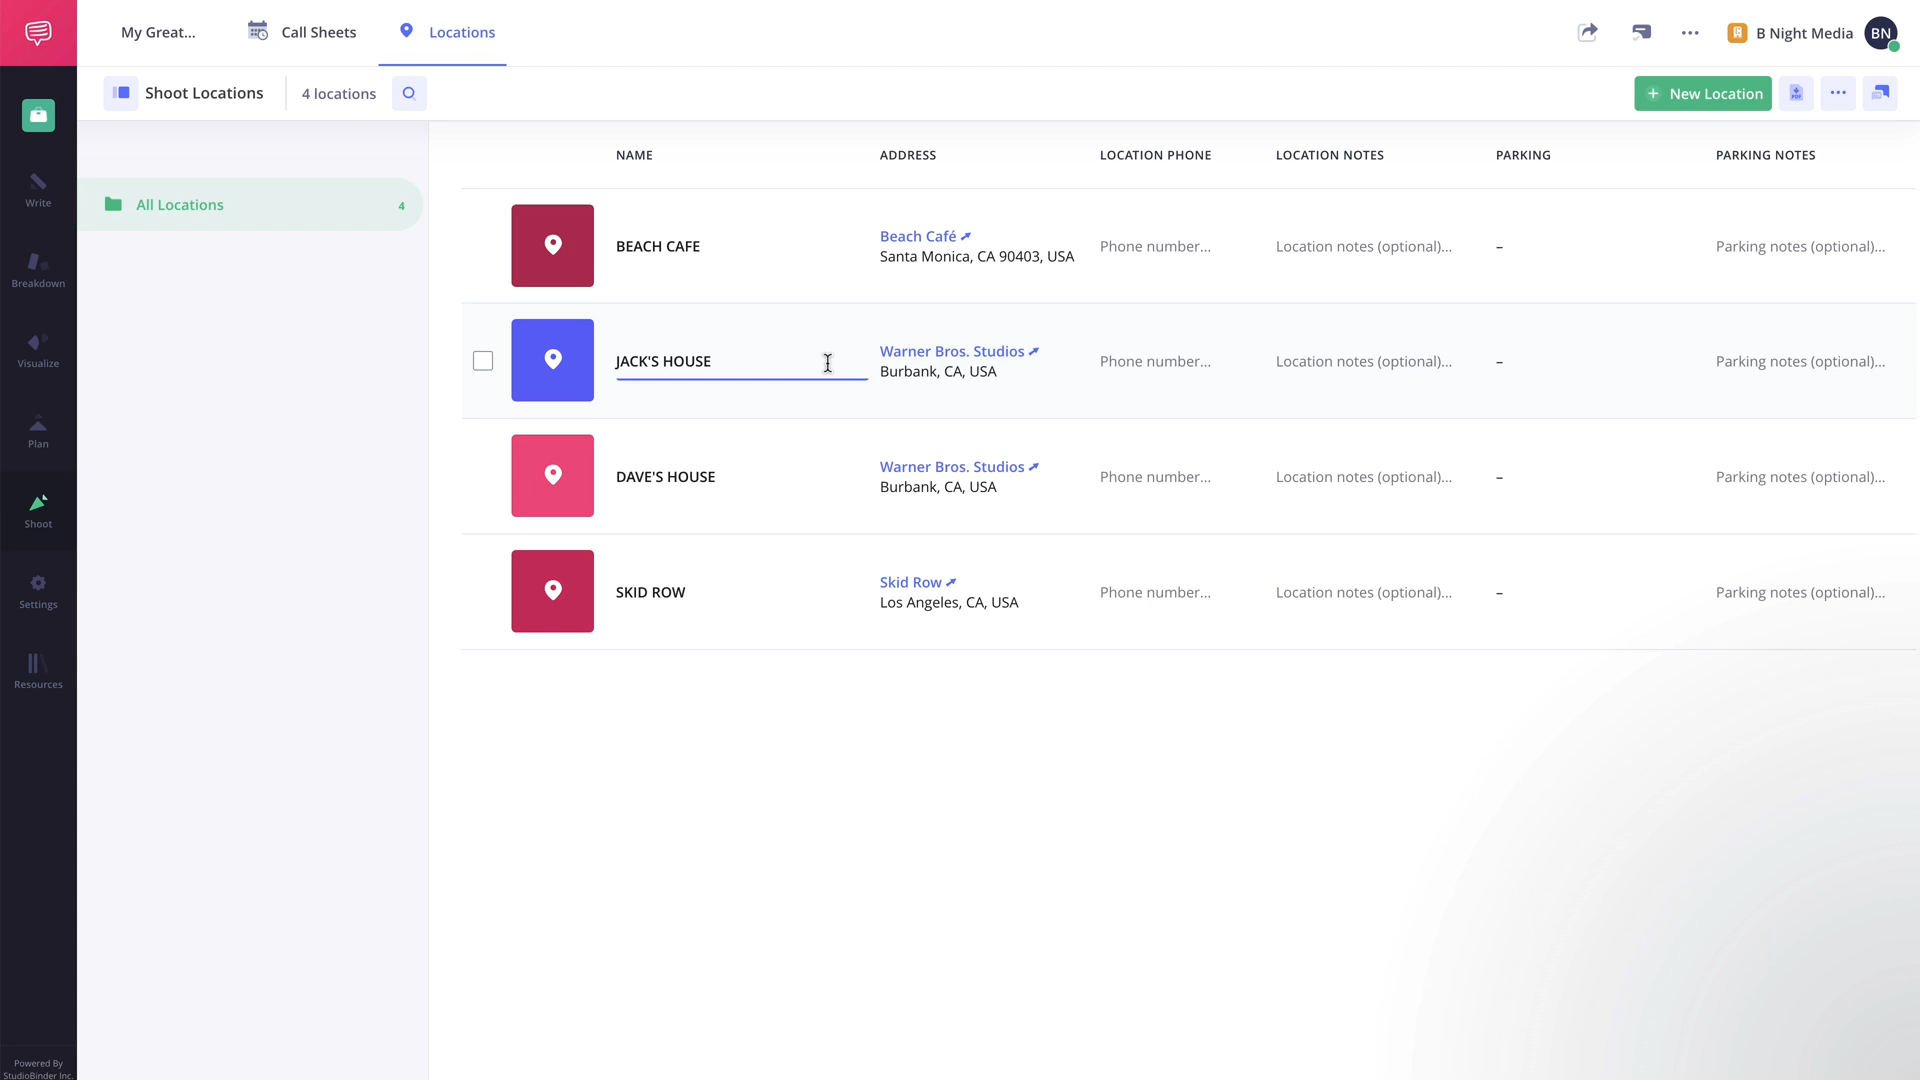 My Great...
Call Sheets
Locations
B Night Media
BN
Shoot Locations
4 locations
+ New Location
PDF
Write
Breakdown
Visualize
Plan
Shoot
Settings
Resources
Powered By
StudioBinder Inc.
All Locations
4
NAME ADDRESS LOCATION PHONE LOCATION NOTES PARKING PARKING NOTES
BEACH CAFE
Beach Café
Santa Monica, CA 90403, USA
Phone number...
Location notes (optional)...
–
Parking notes (optional)...
JACK'S HOUSE
Warner Bros. Studios
Burbank, CA, USA
Phone number...
Location notes (optional)...
–
Parking notes (optional)...
DAVE'S HOUSE
Warner Bros. Studios
Burbank, CA, USA
Phone number...
Location notes (optional)...
–
Parking notes (optional)...
SKID ROW
Skid Row
Los Angeles, CA, USA
Phone number...
Location notes (optional)...
–
Parking notes (optional)...